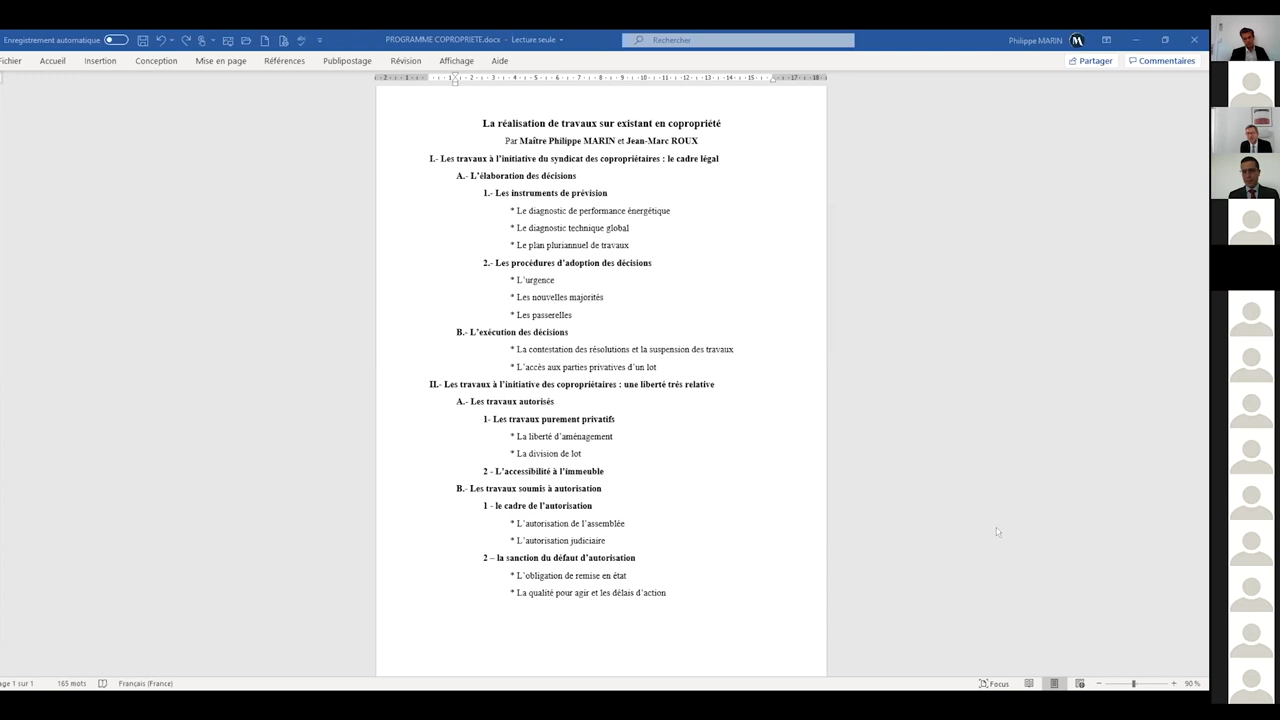 Enregistrement automatique
PROGRAMME COPROPRIETE.docx - Lecture seule
Rechercher
Philippe MARIN
Fichier Accueil Insertion Conception Mise en page Références Publipostage Révision Affichage Aide
Partager Commentaires
La réalisation de travaux sur existant en copropriété
Par Maître Philippe MARIN et Jean-Marc ROUX
I.- Les travaux à l'initiative du syndicat des copropriétaires : le cadre légal
A.- L'élaboration des décisions
1.- Les instruments de prévision
* Le diagnostic de performance énergétique
* Le diagnostic technique global
* Le plan pluriannuel de travaux
2.- Les procédures d'adoption des décisions
* L'urgence
* Les nouvelles majorités
* Les passerelles
B.- L'exécution des décisions
* La contestation des résolutions et la suspension des travaux
* L'accès aux parties privatives d'un lot
II.- Les travaux à l'initiative des copropriétaires : une liberté très relative
A.- Les travaux autorisés
1- Les travaux purement privatifs
* La liberté d'aménagement
* La division de lot
2 - L'accessibilité à l'immeuble
B.- Les travaux soumis à autorisation
1 - le cadre de l'autorisation
* L'autorisation de l'assemblée
* L'autorisation judiciaire
2 – la sanction du défaut d'autorisation
* L'obligation de remise en état
* La qualité pour agir et les délais d'action
age 1 sur 1 165 mots Français (France) Focus 90 %